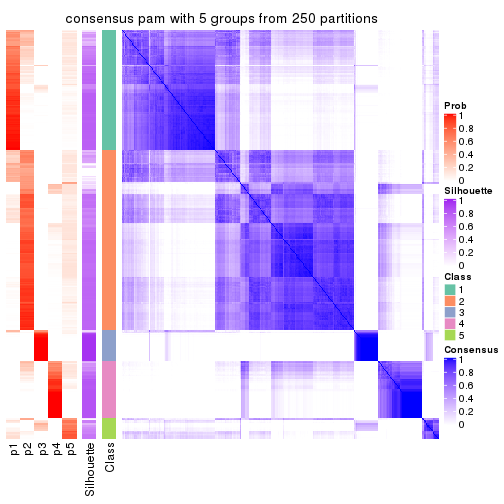 consensus pam with 5 groups from 250 partitions
Prob
1
0.8
0.6
0.4
0.2
0
Silhouette
1
0.8
0.6
0.4
0.2
0
Class
1
2
3
4
5
Consensus
1
0.8
0.6
0.4
0.2
0
p1
p2
p3
p4
p5
Silhouette
Class